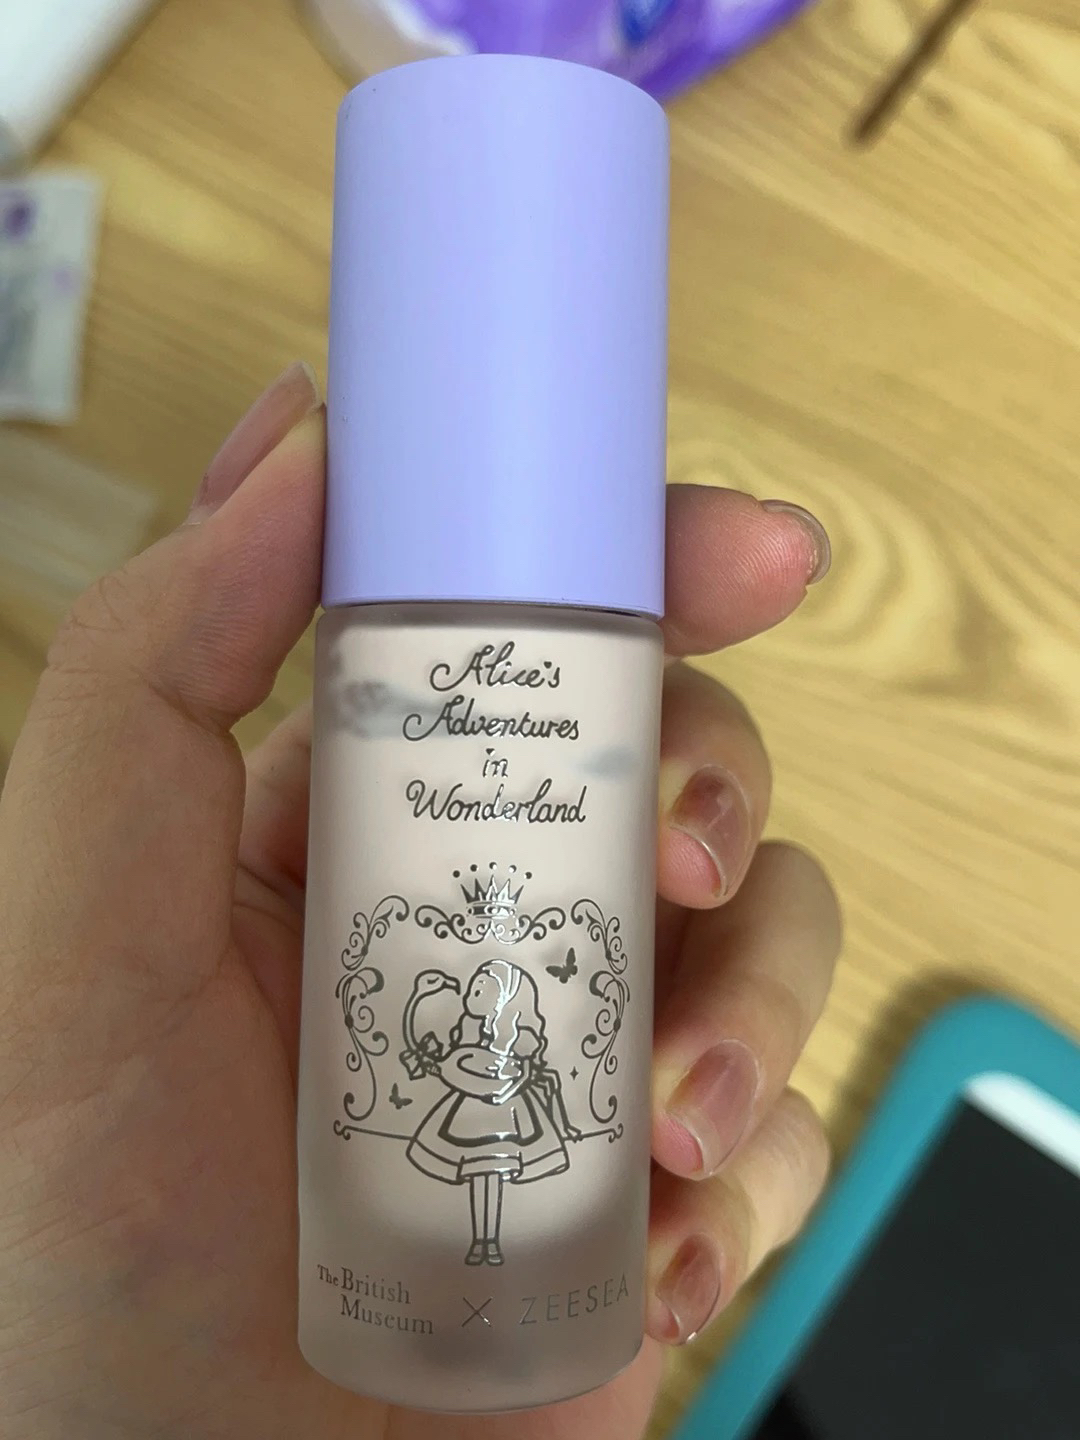 Alice's
Adventures
in
Wonderland
The British
Museum × ZEESEA